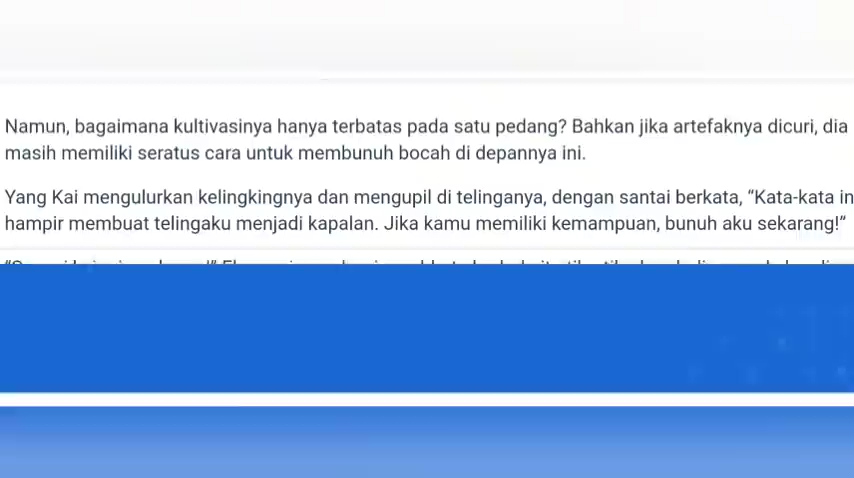 Namun, bagaimana kultivasinya hanya terbatas pada satu pedang? Bahkan jika artefaknya dicuri, dia
masih memiliki seratus cara untuk membunuh bocah di depannya ini.
Yang Kai mengulurkan kelingkingnya dan mengupil di telinganya, dengan santai berkata, “Kata-kata in
hampir membuat telingaku menjadi kapalan. Jika kamu memiliki kemampuan, bunuh aku sekarang!”